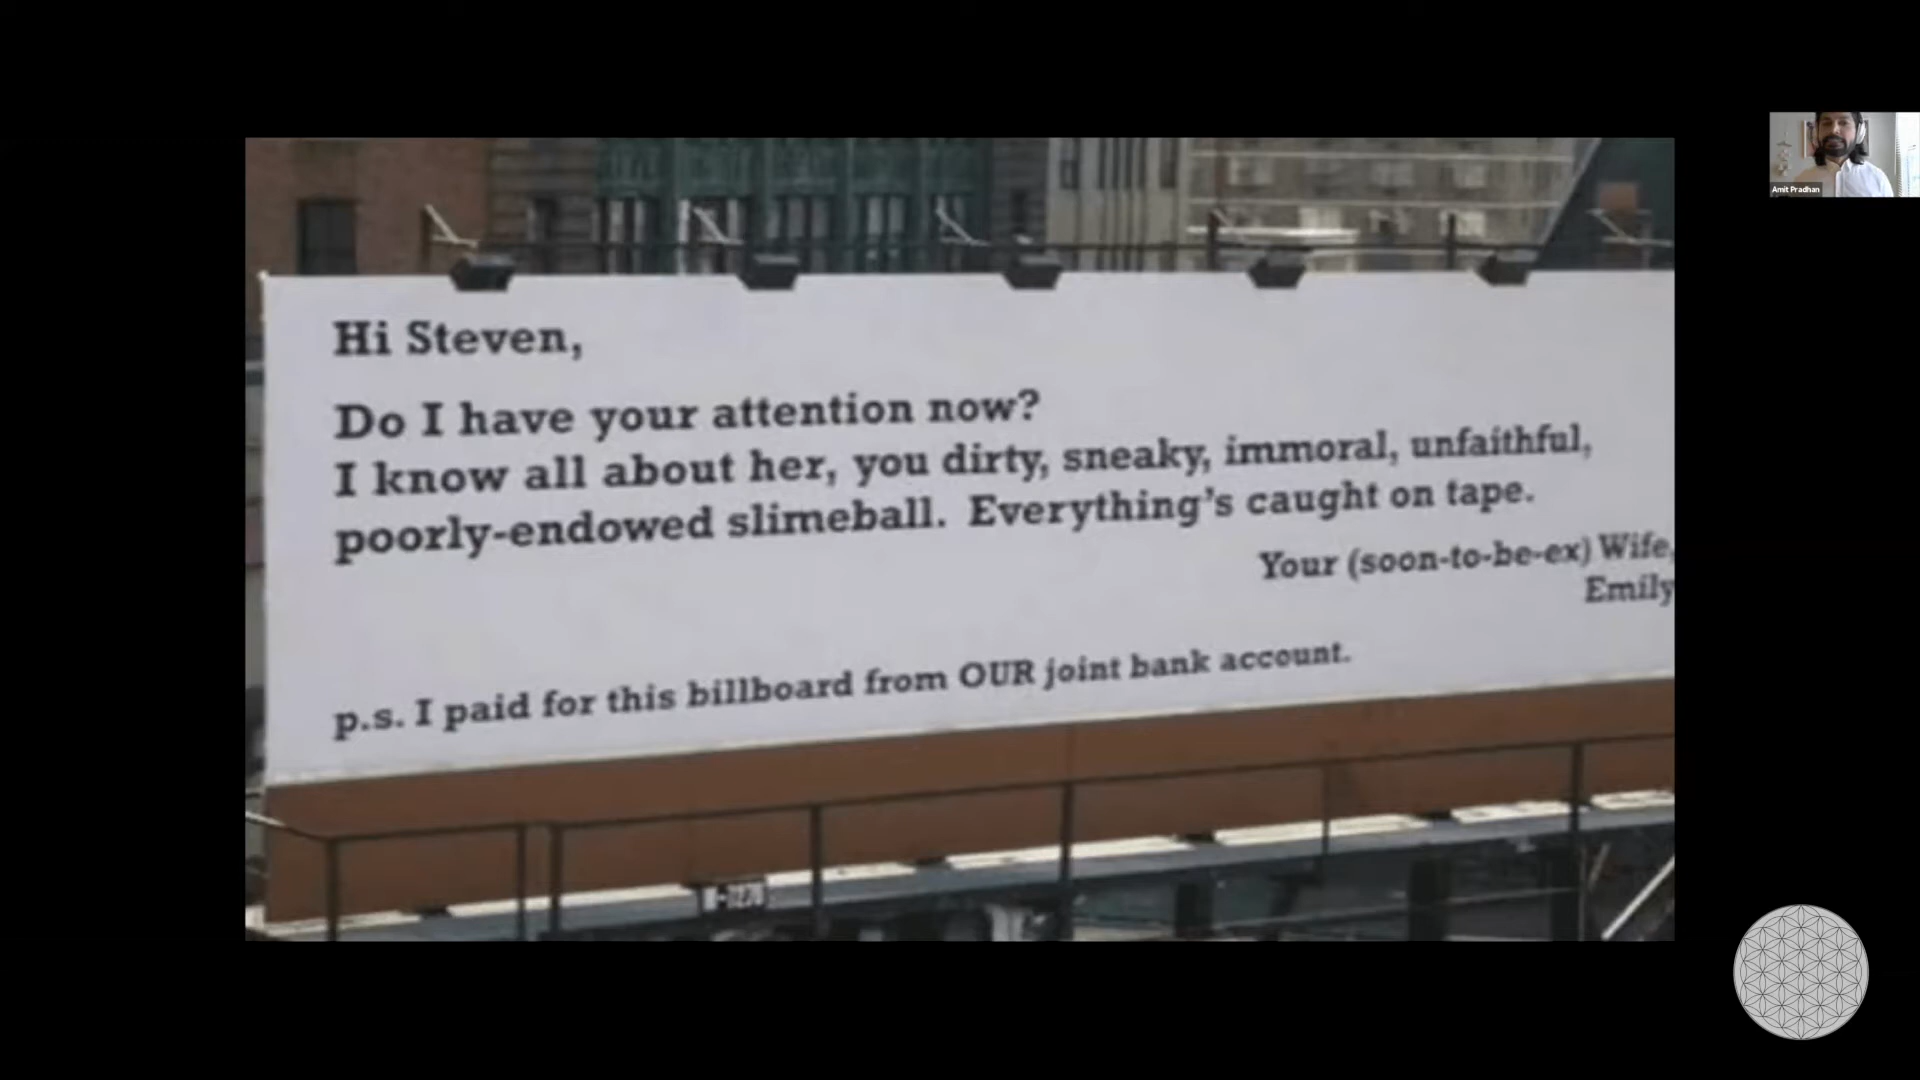 Hi Steven,
Do I have your attention now?
I know all about her, you dirty, sneaky, immoral, unfaithful,
poorly-endowed slimeball. Everything's caught on tape.
Your (soon-to-be-ex) Wife,
Emily
p.s. I paid for this billboard from OUR joint bank account.
Amit Pradhan